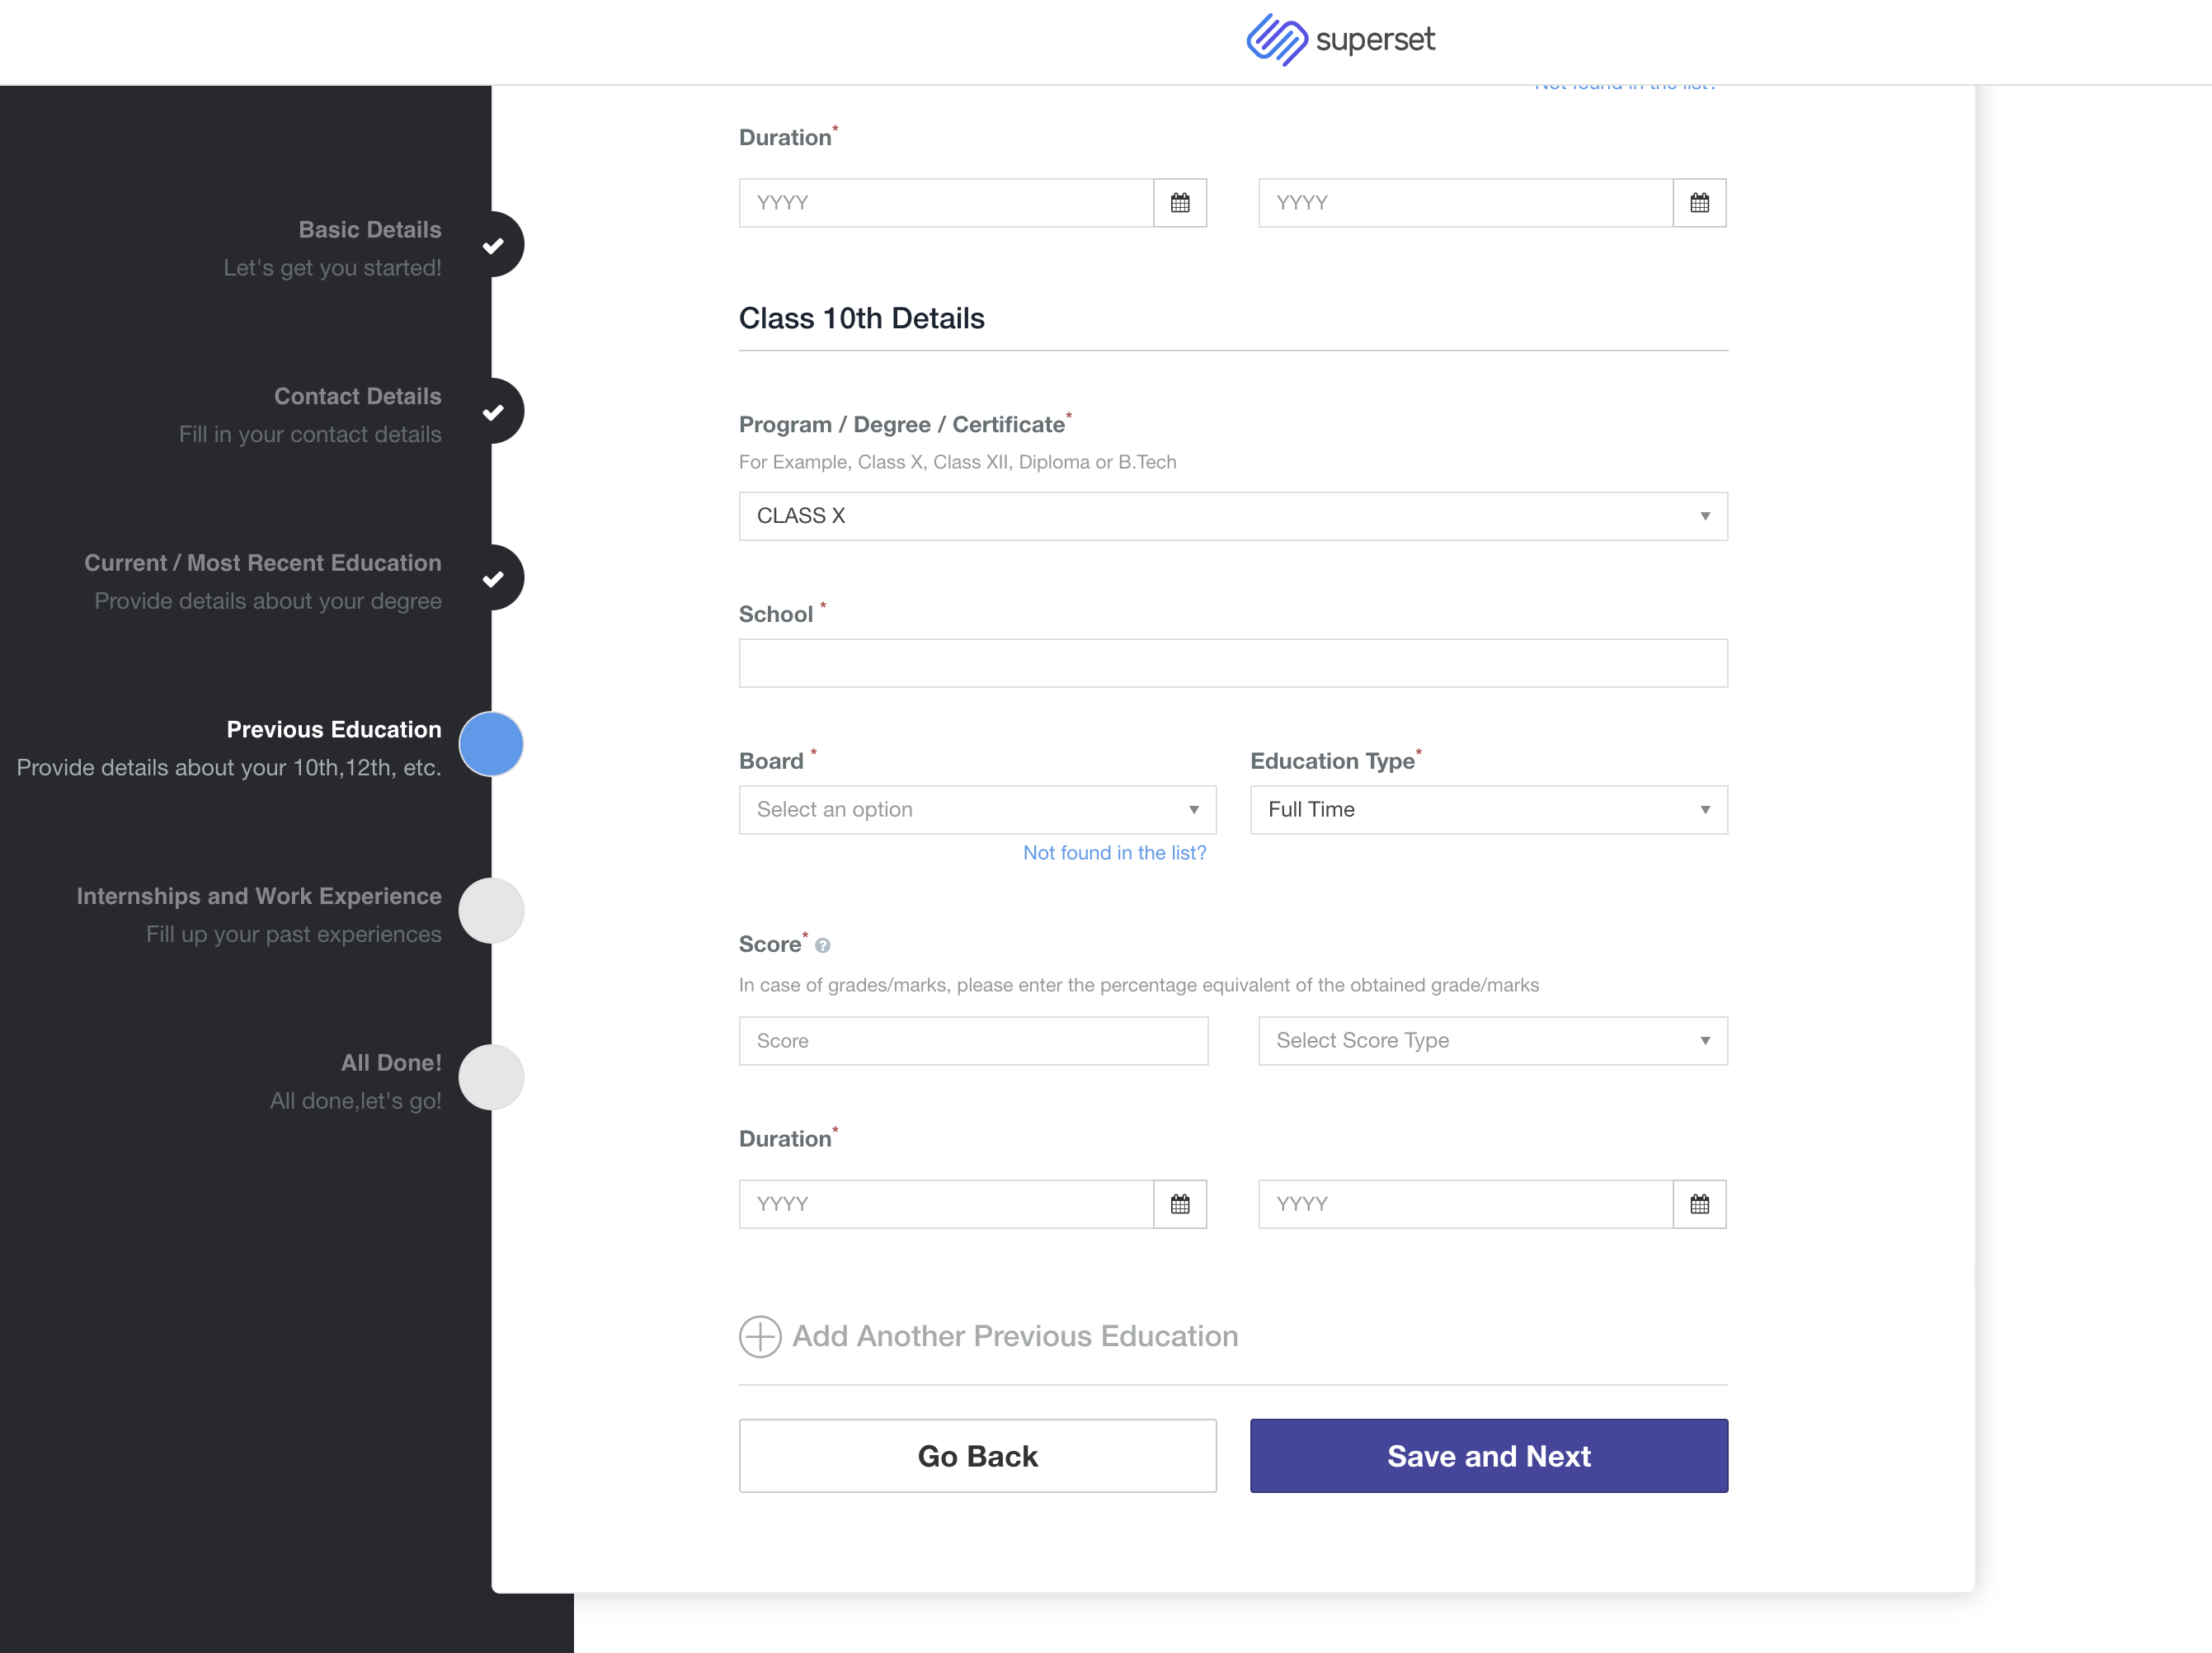 superset
Not found in the list?
Duration*
YYYY
YYYY
Basic Details
Let's get you started!
Class 10th Details
Contact Details
Fill in your contact details
Program / Degree / Certificate*
For Example, Class X, Class XII, Diploma or B.Tech
CLASS X
Current / Most Recent Education
Provide details about your degree
School *
Previous Education
Provide details about your 10th,12th, etc.
Board *
Education Type*
Select an option
Full Time
Not found in the list?
Internships and Work Experience
Fill up your past experiences
Score* ?
In case of grades/marks, please enter the percentage equivalent of the obtained grade/marks
Score
Select Score Type
All Done!
All done,let's go!
Duration*
YYYY
YYYY
Add Another Previous Education
Go Back
Save and Next